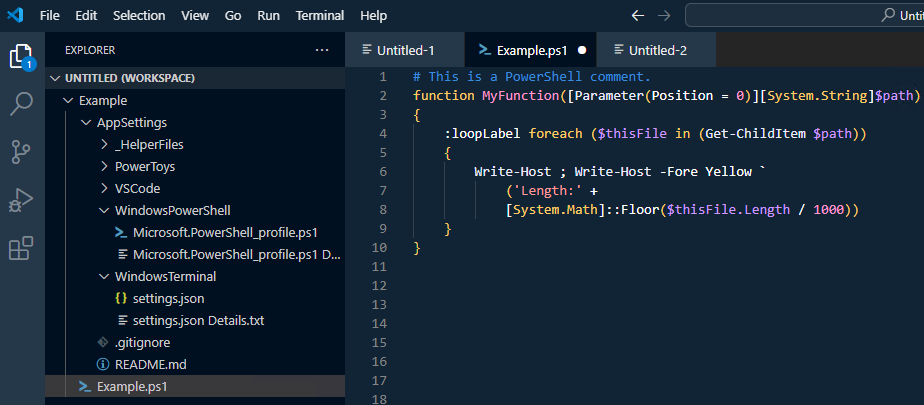 File Edit Selection View Go Run Terminal Help
Untitl
EXPLORER
Untitled-1
Example.ps1
Untitled-2
1
UNTITLED (WORKSPACE)
Example
AppSettings
_HelperFiles
PowerToys
VSCode
WindowsPowerShell
Microsoft.PowerShell_profile.ps1
Microsoft.PowerShell_profile.ps1 D...
WindowsTerminal
{} settings.json
settings.json Details.txt
.gitignore
README.md
Example.ps1
1 # This is a PowerShell comment.
2 function MyFunction([Parameter(Position = 0)][System.String]$path)
3 {
4 :loopLabel foreach ($thisFile in (Get-ChildItem $path))
5 {
6 Write-Host ; Write-Host -Fore Yellow `
7 ('Length:' +
8 [System.Math]::Floor($thisFile.Length / 1000))
9 }
10 }
11
12
13
14
15
16
17
18